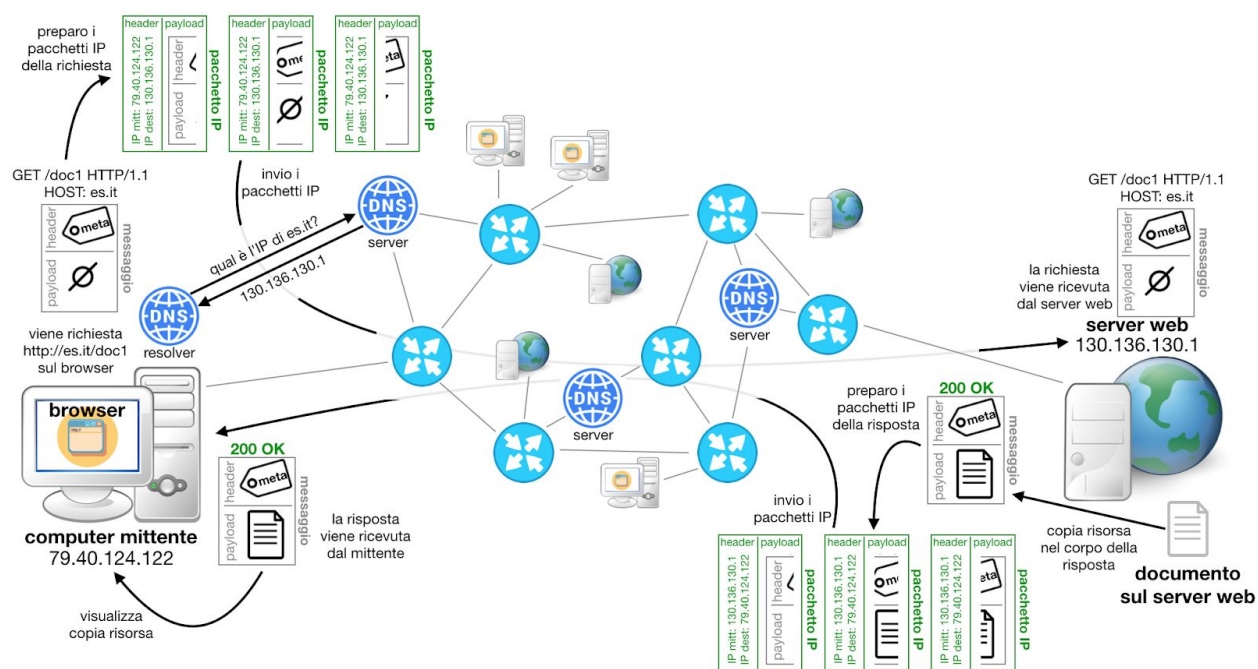 preparo i
pacchetti IP
della richiesta
header
payload
IP mitt: 79.40.124.122
IP dest: 130.136.130.1
payload
header
pacchetto IP
header
payload
IP mitt: 79.40.124.122
IP dest: 130.136.130.1
meta
pacchetto IP
header
payload
IP mitt: 79.40.124.122
IP dest: 130.136.130.1
meta
pacchetto IP
GET /doc1 HTTP/1.1
HOST: es.it
header
meta
payload
messaggio
invio i
pacchetti IP
DNS
server
qual è l'IP di es.it?
130.136.130.1
DNS
resolver
viene richiesta
http://es.it/doc1
sul browser
browser
computer mittente
79.40.124.122
200 OK
header
meta
payload
messaggio
la risposta
viene ricevuta
dal mittente
visualizza
copia risorsa
DNS
server
DNS
server
GET /doc1 HTTP/1.1
HOST: es.it
header
meta
payload
messaggio
la richiesta
viene ricevuta
dal server web
server web
130.136.130.1
preparo i
pacchetti IP
della risposta
200 OK
header
meta
payload
messaggio
copia risorsa
nel corpo della
risposta
documento
sul server web
invio i
pacchetti IP
header
payload
IP mitt: 130.136.130.1
IP dest: 79.40.124.122
payload
header
pacchetto IP
header
payload
IP mitt: 130.136.130.1
IP dest: 79.40.124.122
meta
pacchetto IP
header
payload
IP mitt: 130.136.130.1
IP dest: 79.40.124.122
meta
pacchetto IP